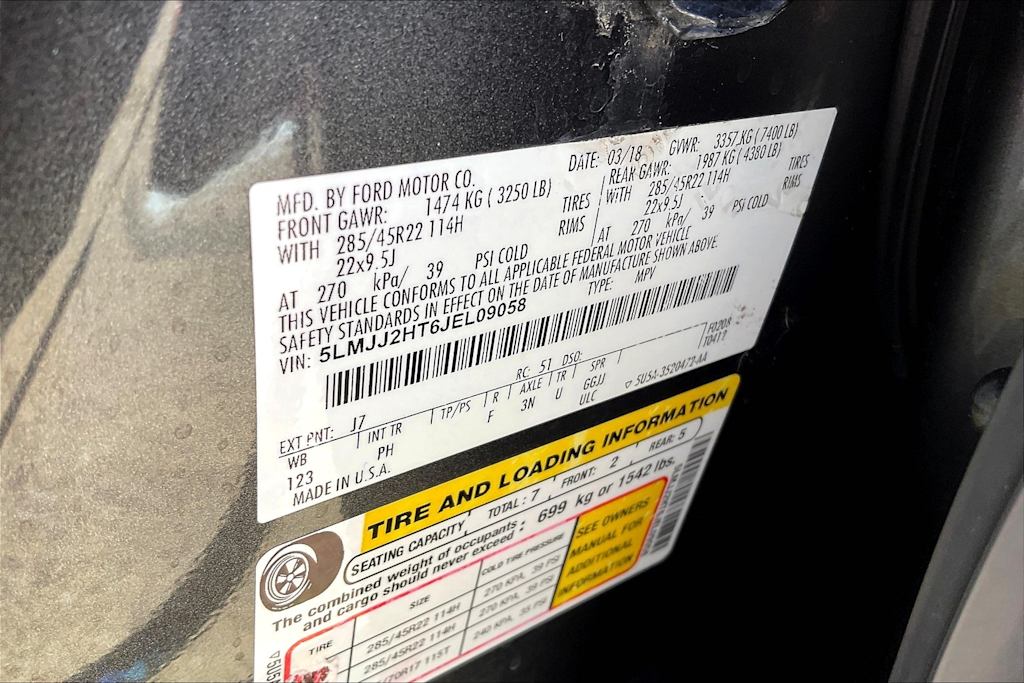 MFD. BY FORD MOTOR CO.
DATE: 03/18 GVWR: 3357 KG ( 7400 LB)
FRONT GAWR: 1474 KG ( 3250 LB)
REAR GAWR: 1987 KG ( 4380 LB)
WITH 285/45R22 114H TIRES
WITH 285/45R22 114H TIRES
22x9.5J RIMS
22x9.5J RIMS
AT 270 kPa/ 39 PSI COLD
AT 270 kPa/ 39 PSI COLD
THIS VEHICLE CONFORMS TO ALL APPLICABLE FEDERAL MOTOR VEHICLE
SAFETY STANDARDS IN EFFECT ON THE DATE OF MANUFACTURE SHOWN ABOVE
VIN: 5LMJJ2HT6JEL09058 TYPE: MPV
F0208
T0412
EXT PNT: J7 RC: 51 DSO:
WB INT TR TP/PS R AXLE TR SPR
123 PH F 3N U GGJJ
ULC
MADE IN U.S.A. ▽ 5U5A-3520472-AA
TIRE AND LOADING INFORMATION
SEATING CAPACITY TOTAL: 7 FRONT: 2 REAR: 5
The combined weight of occupants
and cargo should never exceed: 699 kg or 1542 lbs.
TIRE SIZE COLD TIRE PRESSURE
285/45R22 114H 270 KPA, 39 PSI
285/45R22 114H 270 KPA, 39 PSI
70R17 115T 240 KPA, 35 PSI
SEE OWNERS
MANUAL FOR
ADDITIONAL
INFORMATION